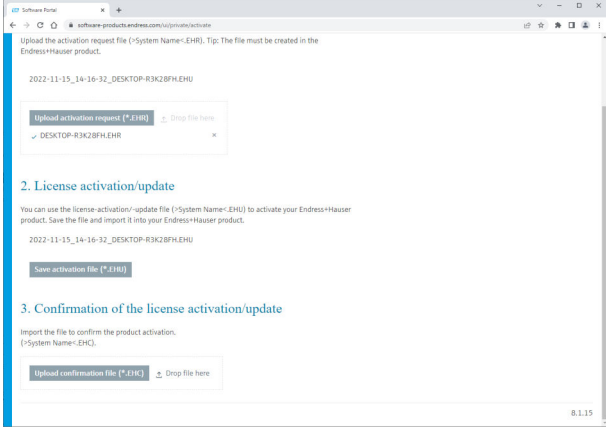 Software Portal
software-products.endress.com/ui/private/activate
Upload the activation request file (>System Name<.EHR). Tip: The file must be created in the
Endress+Hauser product.
2022-11-15_14-16-32_DESKTOP-R3K28FH.EHU
Upload activation request (*.EHR) Drop file here
DESKTOP-R3K28FH.EHR
2. License activation/update
You can use the license-activation/-update file (>System Name<.EHU) to activate your Endress+Hauser
product. Save the file and import it into your Endress+Hauser product.
2022-11-15_14-16-32_DESKTOP-R3K28FH.EHU
Save activation file (*.EHU)
3. Confirmation of the license activation/update
Import the file to confirm the product activation.
(>System Name<.EHC).
Upload confirmation file (*.EHC) Drop file here
8.1.15